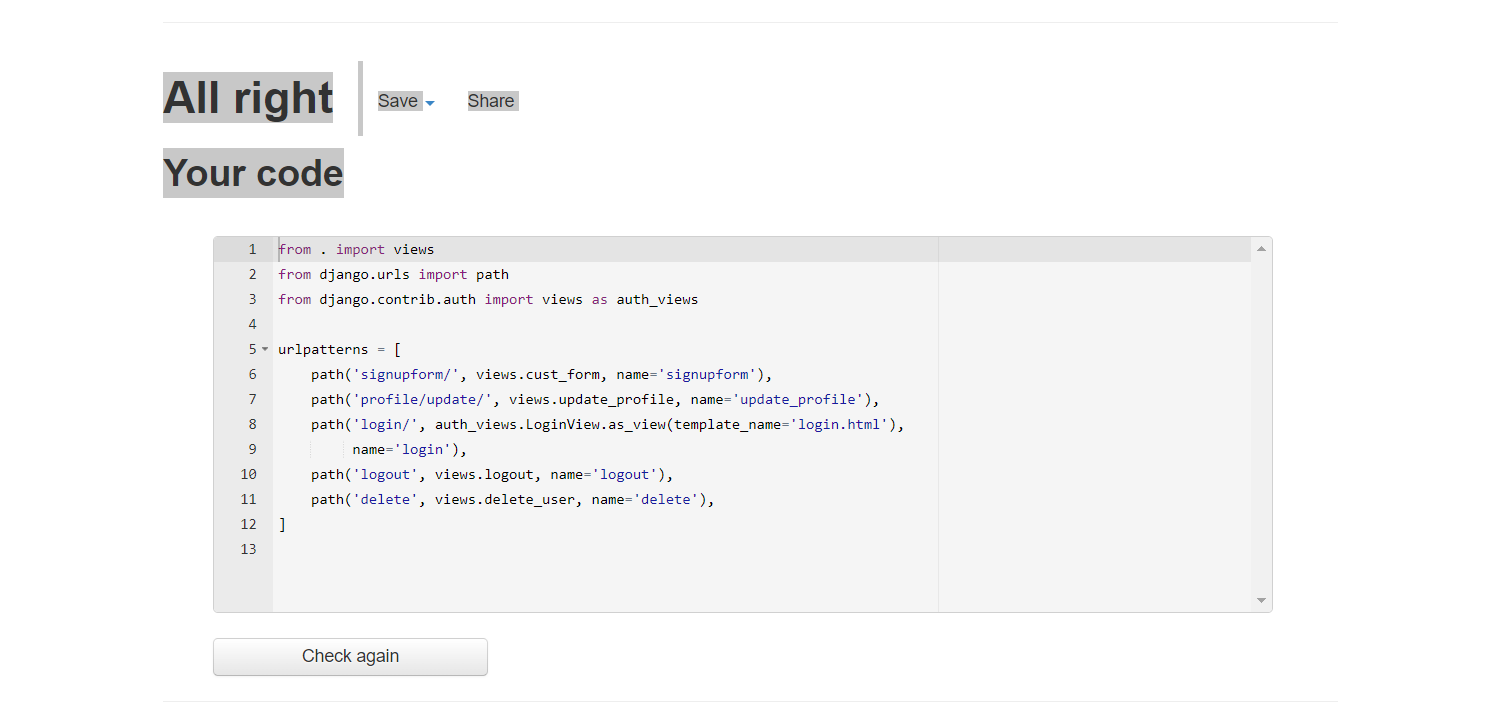 All right
Save
Share
Your code
1 from . import views
2 from django.urls import path
3 from django.contrib.auth import views as auth_views
4
5 urlpatterns = [
6     path('signupform/', views.cust_form, name='signupform'),
7     path('profile/update/', views.update_profile, name='update_profile'),
8     path('login/', auth_views.LoginView.as_view(template_name='login.html'),
9          name='login'),
10     path('logout', views.logout, name='logout'),
11     path('delete', views.delete_user, name='delete'),
12 ]
13
Check again